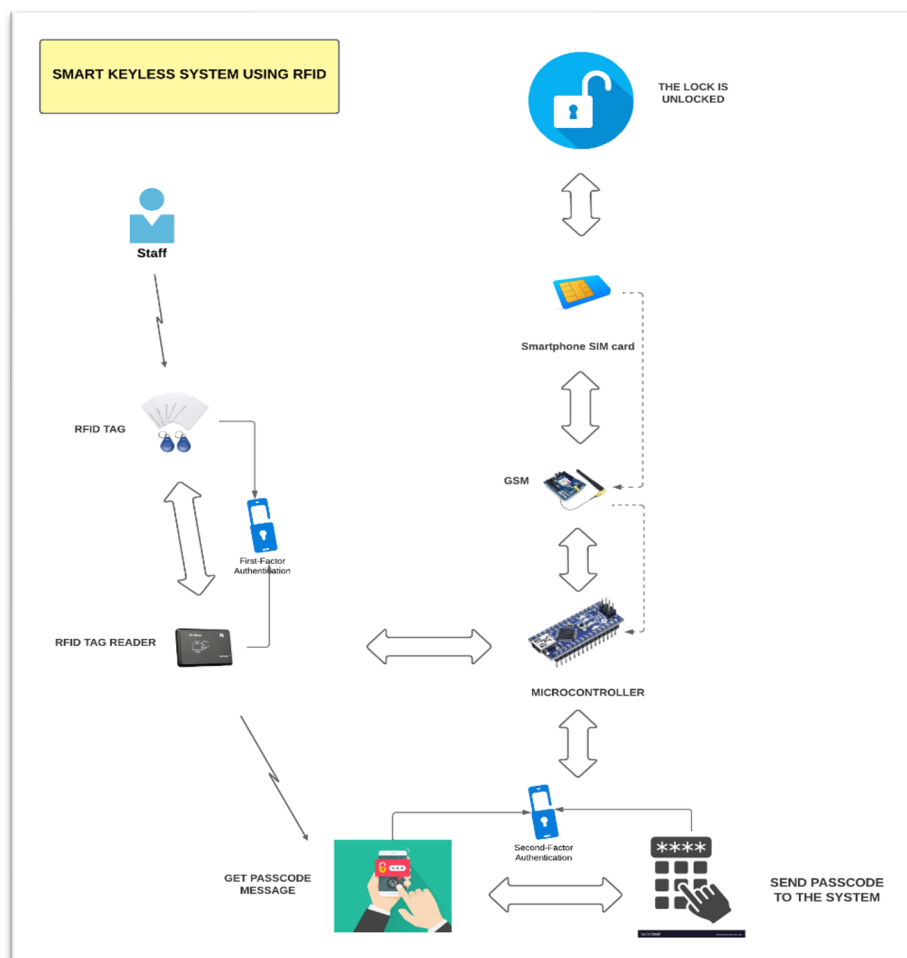 SMART KEYLESS SYSTEM USING RFID
THE LOCK IS
UNLOCKED
Staff
Smartphone SIM card
RFID TAG
GSM
First-Factor
Authentication
RFID TAG READER
MICROCONTROLLER
Second-Factor
Authentication
GET PASSCODE
MESSAGE
****
SEND PASSCODE
TO THE SYSTEM